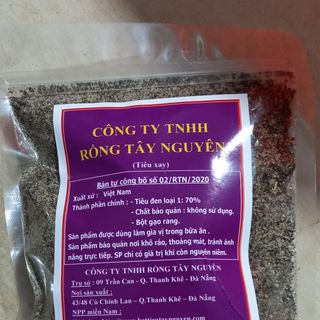 CÔNG TY TNHH
RỒNG TÂY NGUYÊN
(Tiêu xay)
Bản tự công bố số 02/RTN/2020
Xuất xứ : Việt Nam
Thành phần chính : - Tiêu đen loại 1: 70%
- Chất bảo quản : không sử dụng.
- Bột gạo rang.
Sản phẩm được dùng làm gia vị trong bữa ăn .
Sản phẩm bảo quản nơi khô ráo, thoáng mát, tránh ánh
nắng trực tiếp. SP chỉ có giá trị khi còn nguyên niêm.
CÔNG TY TNHH RỒNG TÂY NGUYÊN
Trụ sở : 09 Trần Can - Q. Thanh Khê - Đà Nẵng
Nơi sản xuất :
43/48 Cù Chính Lan – Q.Thanh Khê - Đà Nẵng
NPP miền Nam :